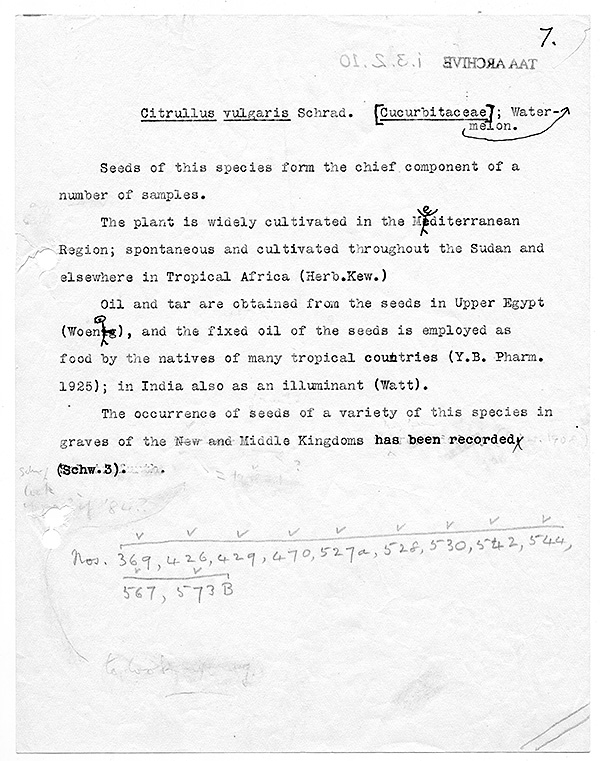 7.
TAA ARCHIVE i.3.2.10
Citrullus vulgaris Schrad. [Cucurbitaceae]; Water-
melon.
Seeds of this species form the chief component of a
number of samples.
The plant is widely cultivated in the Mediterranean
Region; spontaneous and cultivated throughout the Sudan and
elsewhere in Tropical Africa (Herb.Kew.)
Oil and tar are obtained from the seeds in Upper Egypt
(Woenig), and the fixed oil of the seeds is employed as
food by the natives of many tropical countries (Y.B. Pharm.
1925); in India also as an illuminant (Watt).
The occurrence of seeds of a variety of this species in
graves of the New and Middle Kingdoms has been recorded
(Schw.3).
Nos. 369, 426, 429, 470, 527a, 528, 530, 542, 544,
567, 573B